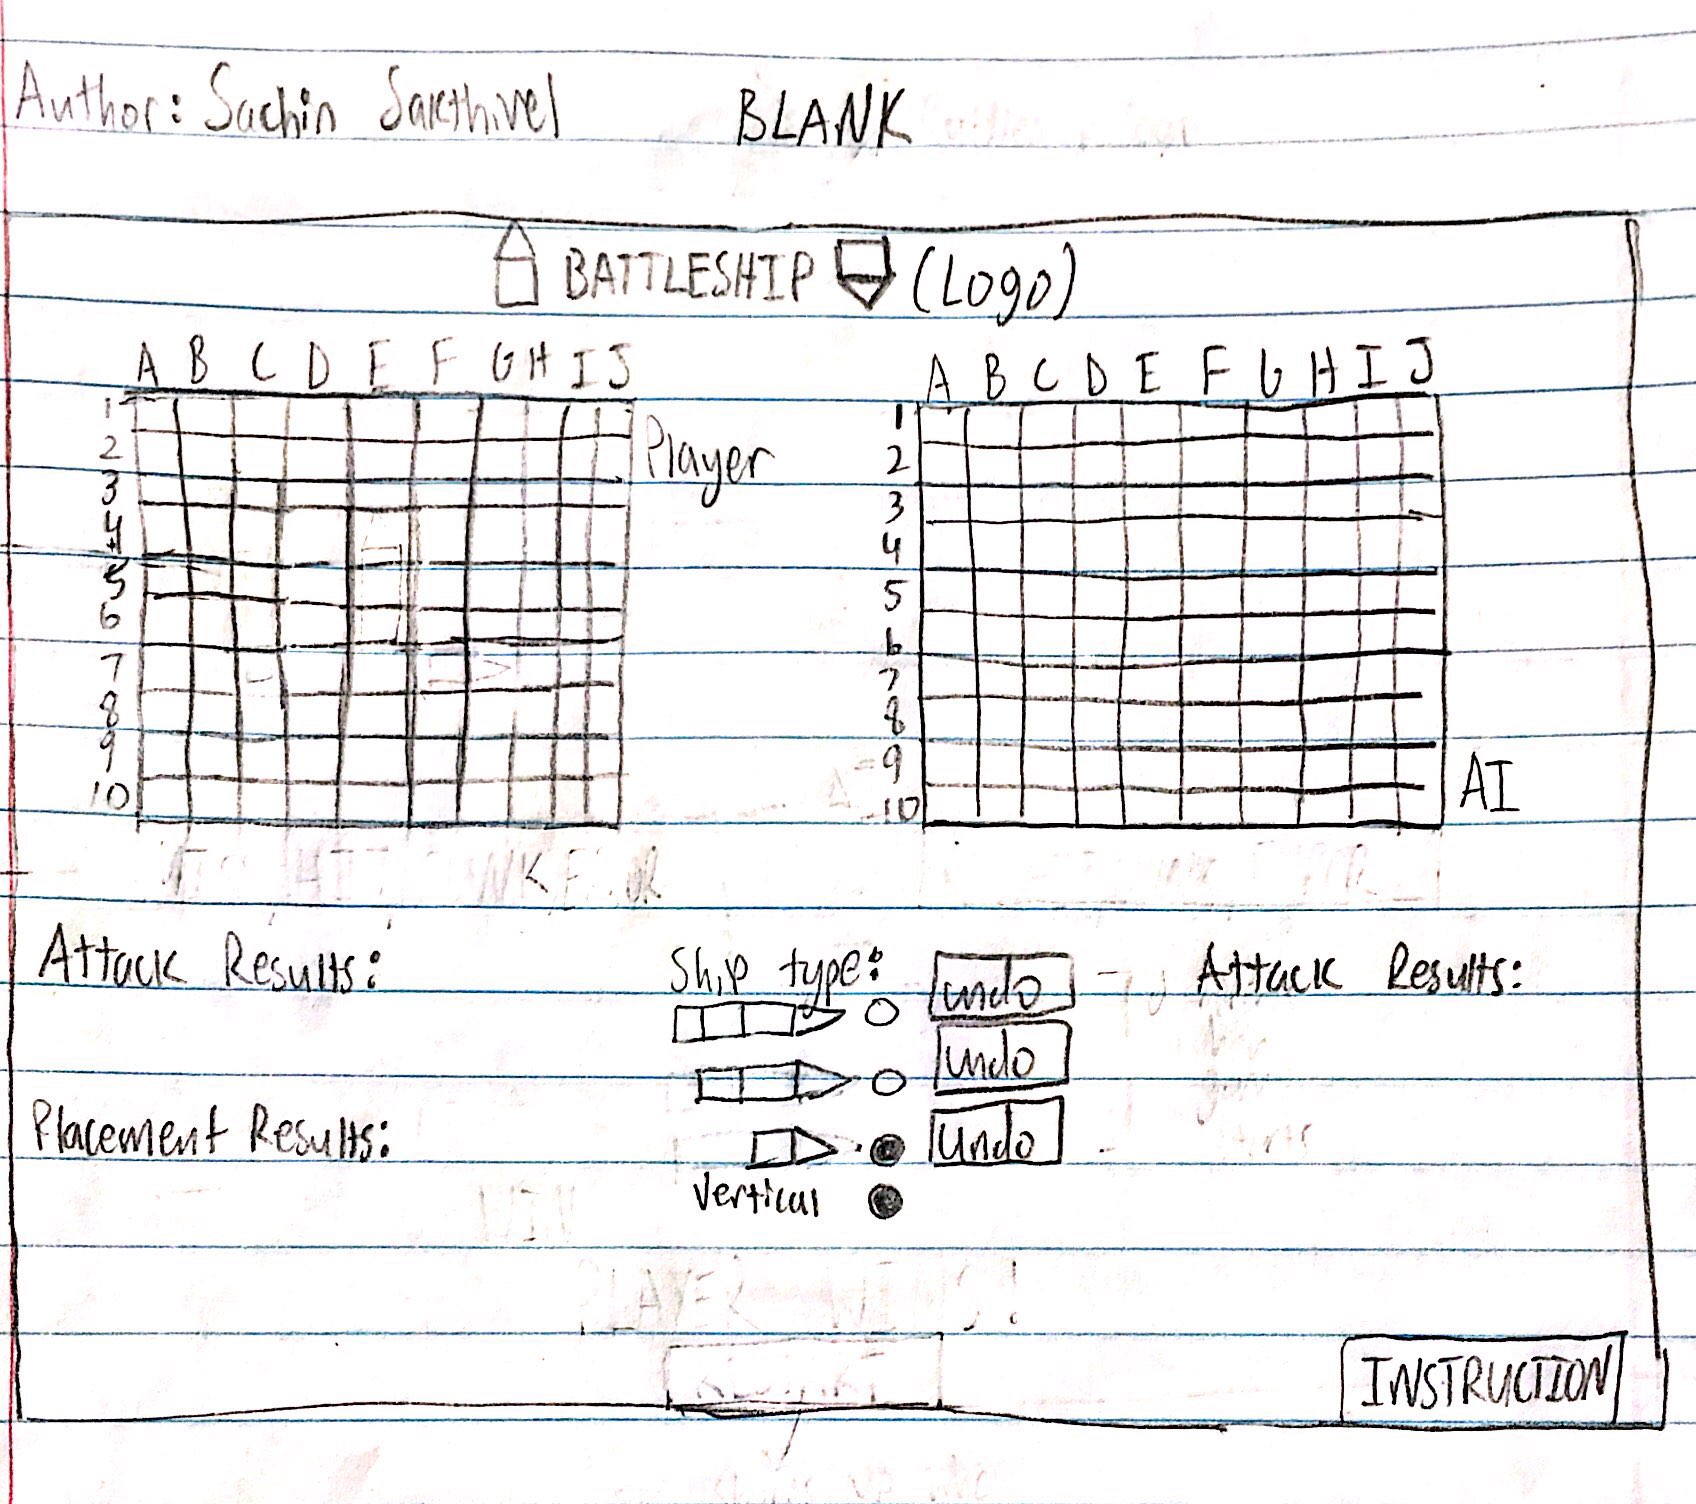 Author: Sachin Sakthivel BLANK
BATTLESHIP (Logo)
A B C D E F G H I J
1
2
3
4
5
6
7
8
9
10
Player
A B C D E F G H I J
1
2
3
4
5
6
7
8
9
10
AI
Attack Results:
Placement Results:
Ship type:
undo
undo
Undo
Vertical
Attack Results:
INSTRUCTION